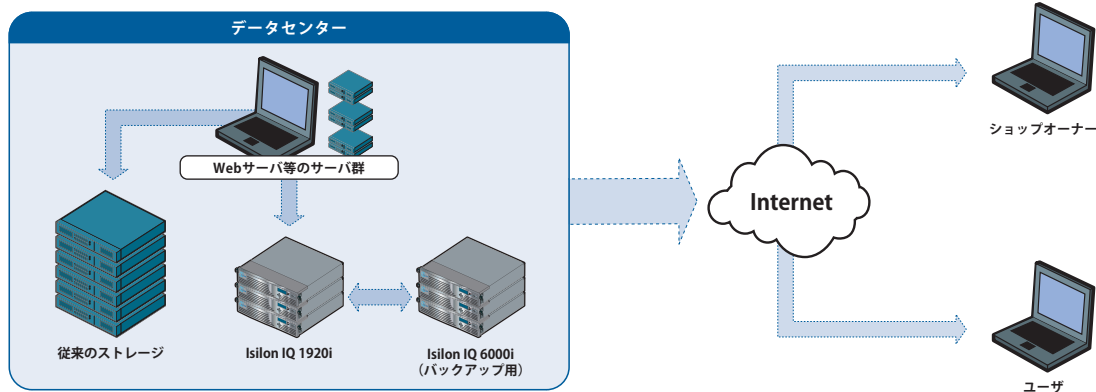 データセンター
Webサーバ等のサーバ群
従来のストレージ
Isilon IQ 1920i
Isilon IQ 6000i
（バックアップ用）
Internet
ショップオーナー
ユーザ